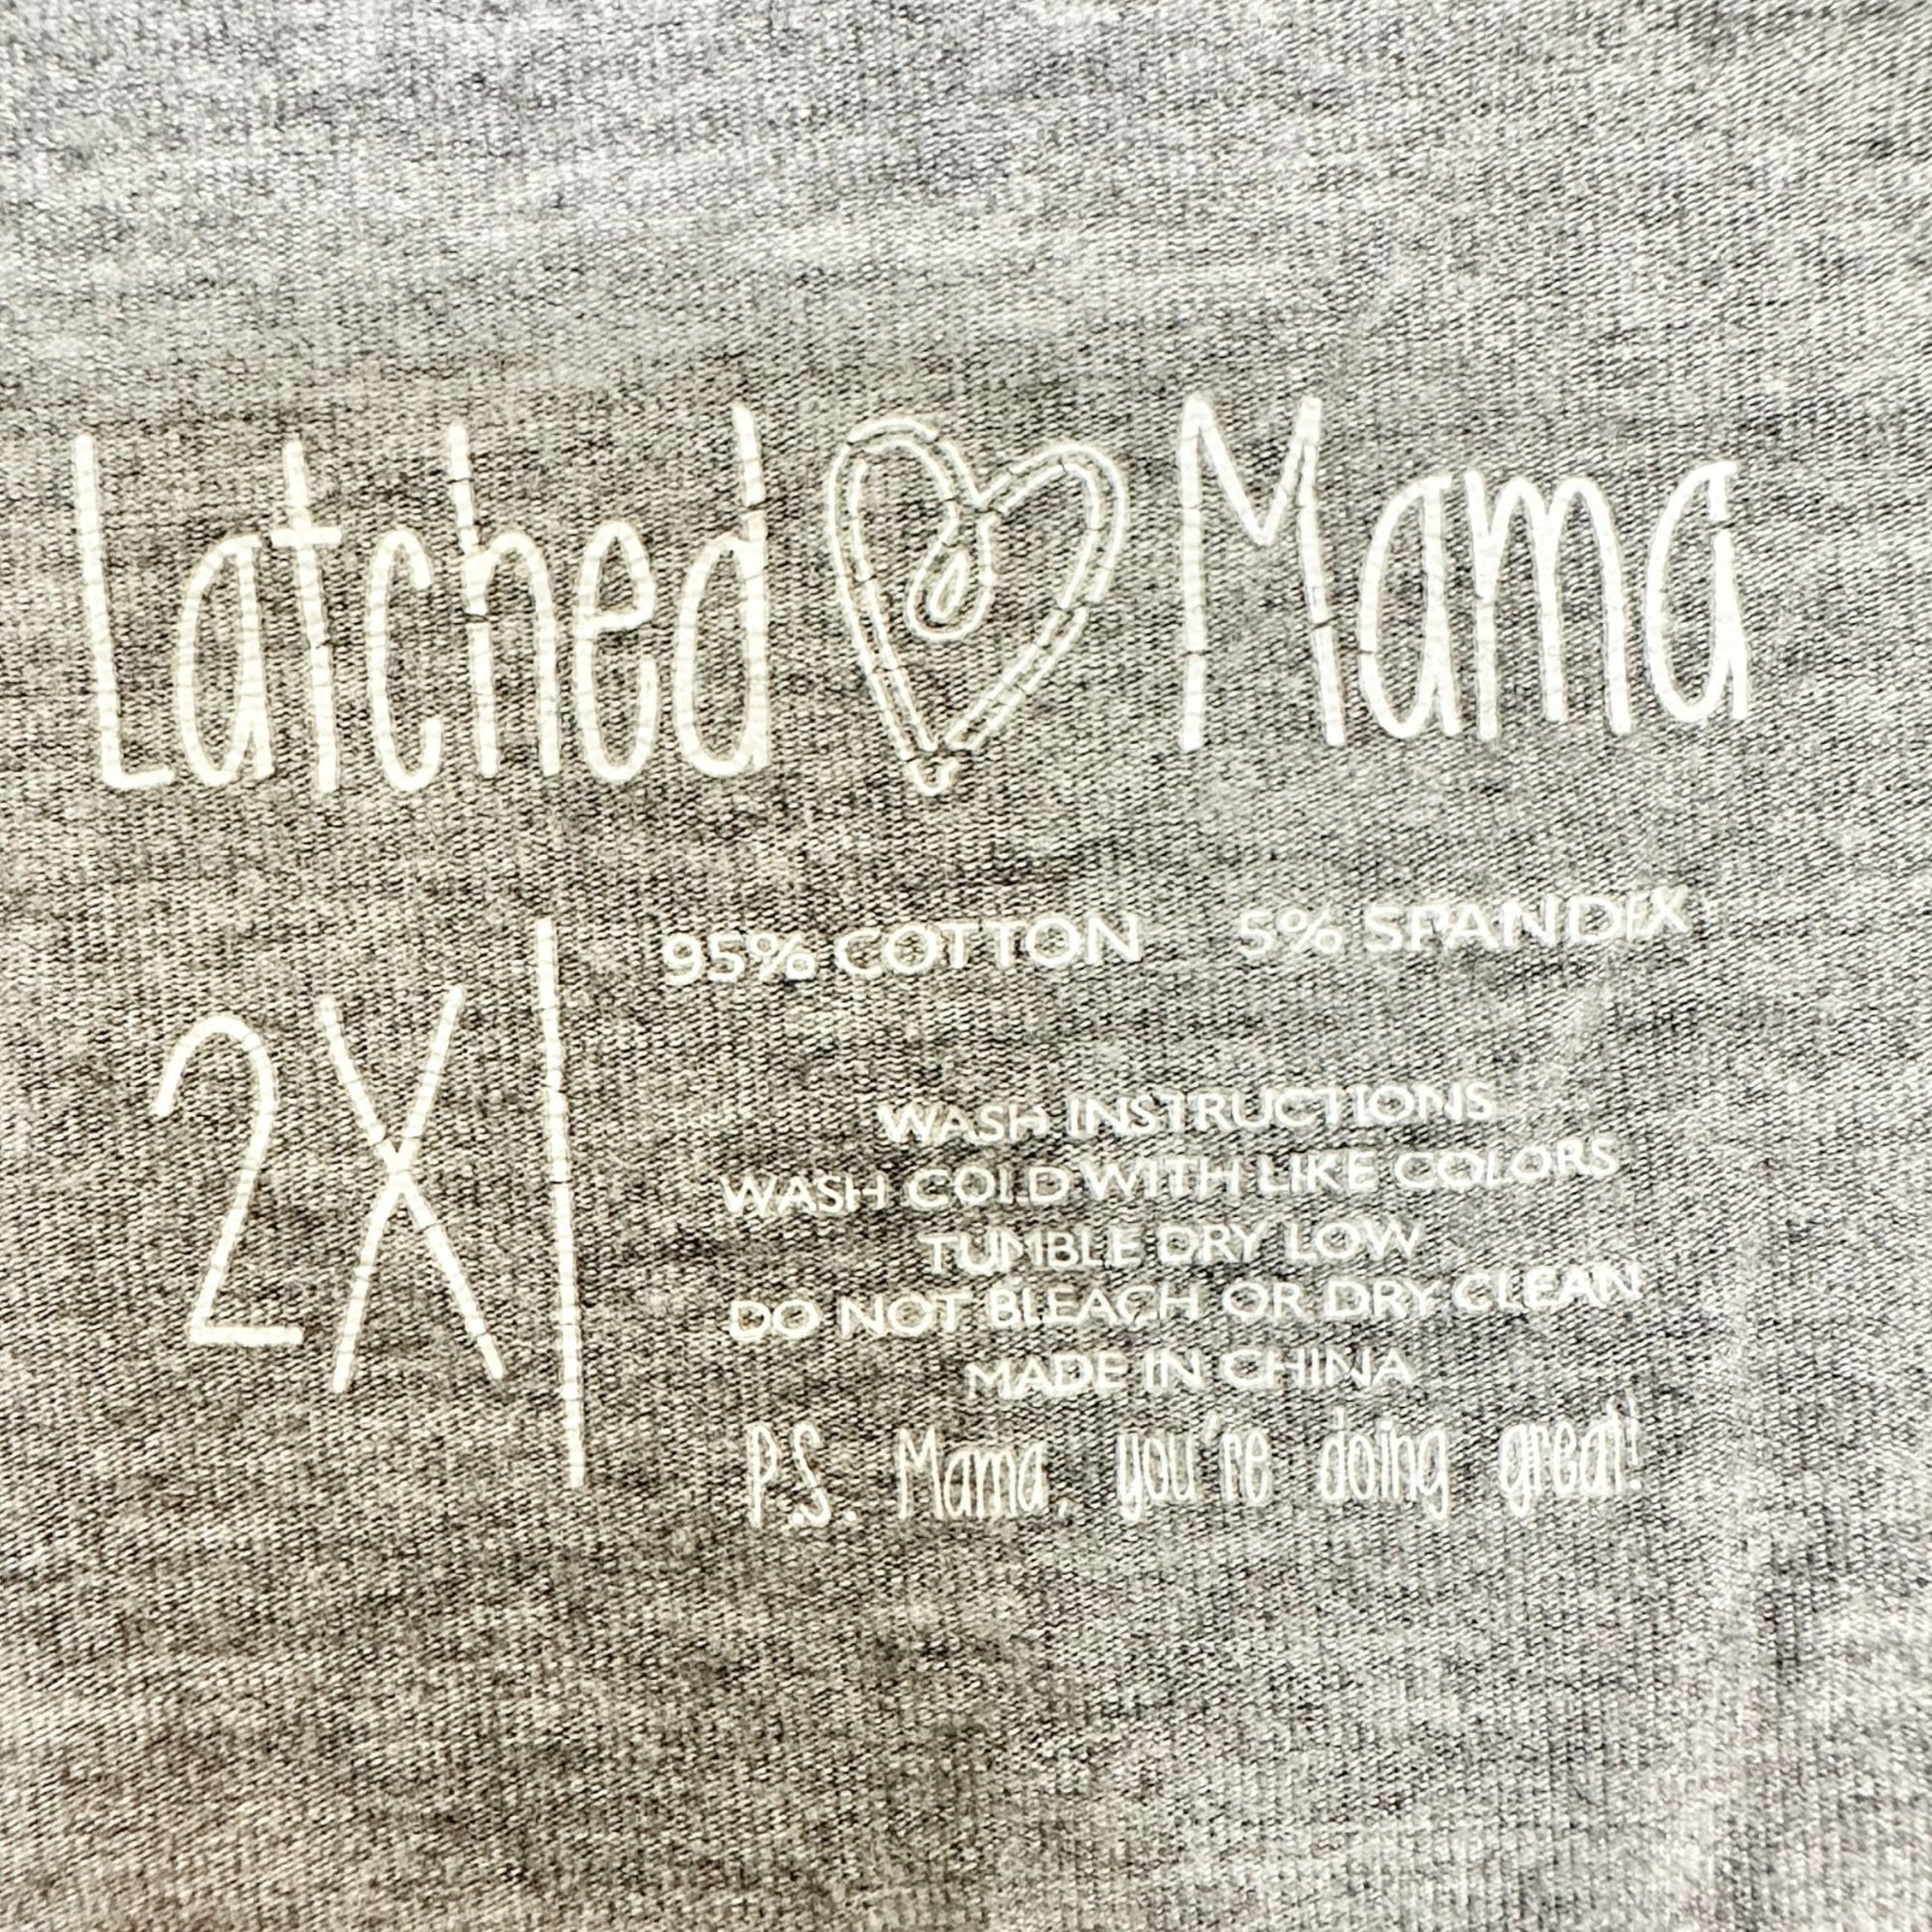 Latched Mama
2X
95% COTTON 5% SPANDEX
WASH INSTRUCTIONS
WASH COLD WITH LIKE COLORS
TUMBLE DRY LOW
DO NOT BLEACH OR DRY CLEAN
MADE IN CHINA
P.S. Mama, you're doing great!